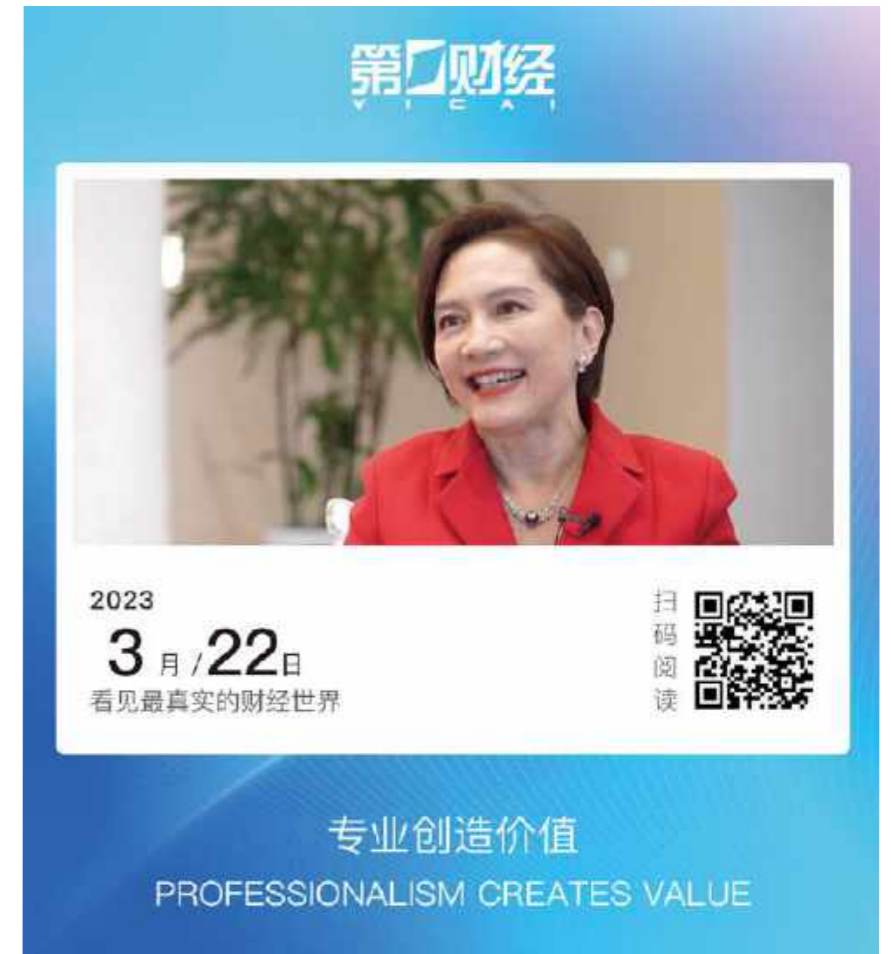 第一财经
YICAI
2023
3月/22日
看见最真实的财经世界
扫码阅读
专业创造价值
PROFESSIONALISM CREATES VALUE